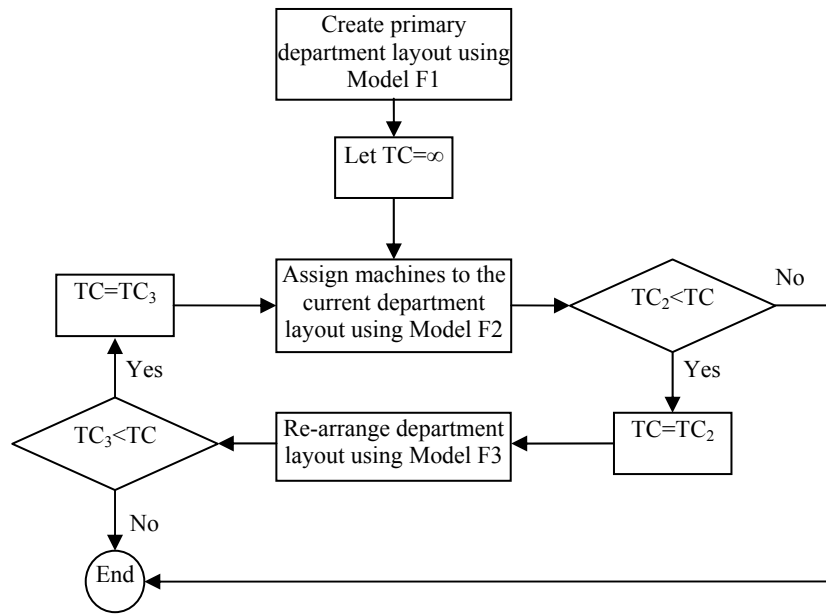 Create primary
department layout using
Model F1
Let TC=∞
Assign machines to the
current department
layout using Model F2
TC₂<TC
No
Yes
TC=TC₂
Re-arrange department
layout using Model F3
TC₃<TC
Yes
TC=TC₃
No
End